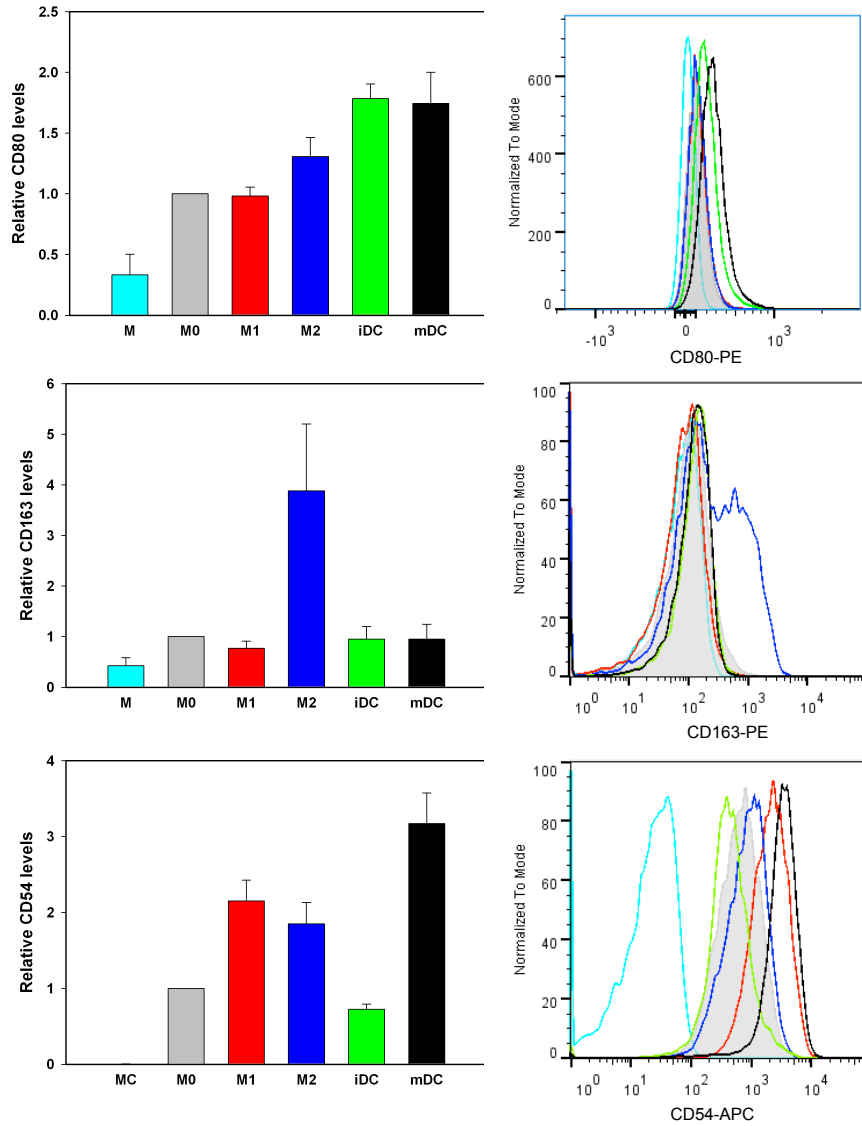 Relative CD80 levels
2.5
2.0
1.5
1.0
0.5
0.0
M M0 M1 M2 iDC mDC
Normalized To Mode
600
400
200
0
-10³ 0 10³
CD80-PE
Relative CD163 levels
6
5
4
3
2
1
0
M M0 M1 M2 iDC mDC
Normalized To Mode
100
80
60
40
20
0
10⁰ 10¹ 10² 10³ 10⁴
CD163-PE
Relative CD54 levels
4
3
2
1
0
MC M0 M1 M2 iDC mDC
Normalized To Mode
100
80
60
40
20
0
10⁰ 10¹ 10² 10³ 10⁴
CD54-APC